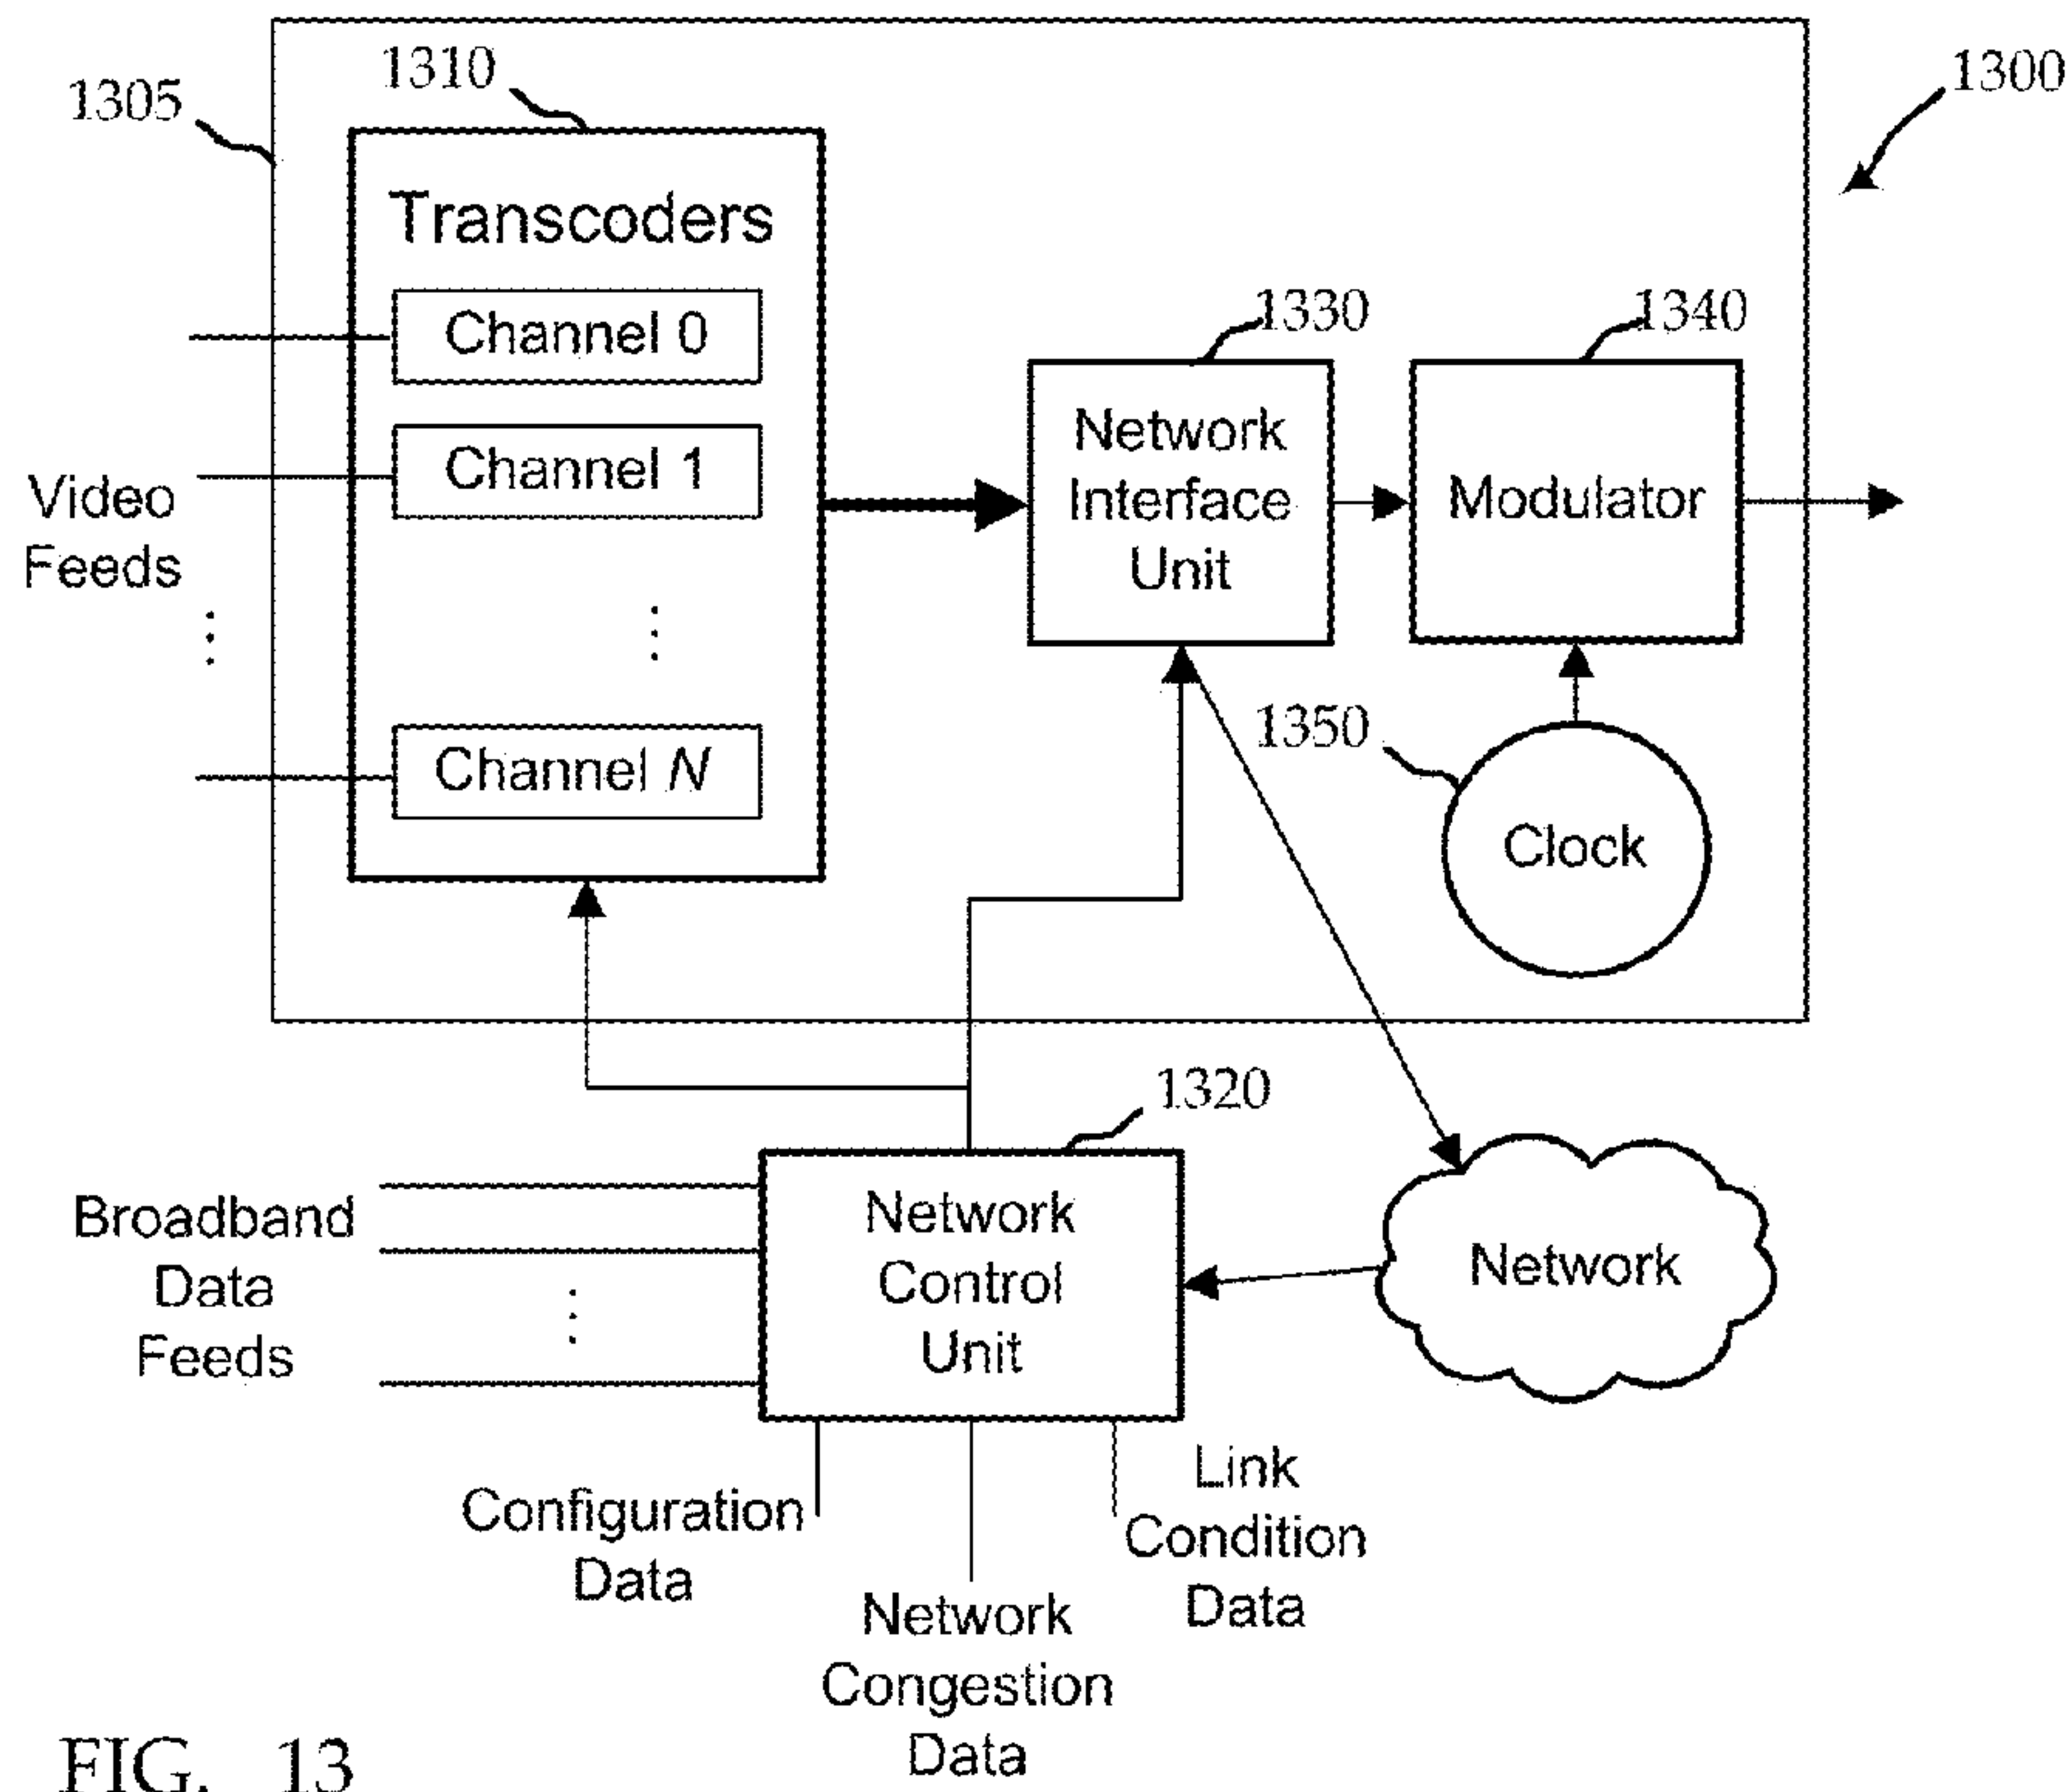 1300
1305
1310
Transcoders
Channel 0
Channel 1
⋮
Channel N
Video
Feeds
⋮
1330
Network
Interface
Unit
1340
Modulator
1350
Clock
1320
Network
Control
Unit
Network
Broadband
Data
Feeds
⋮
Configuration
Data
Network
Congestion
Data
Link
Condition
Data
FIG. 13